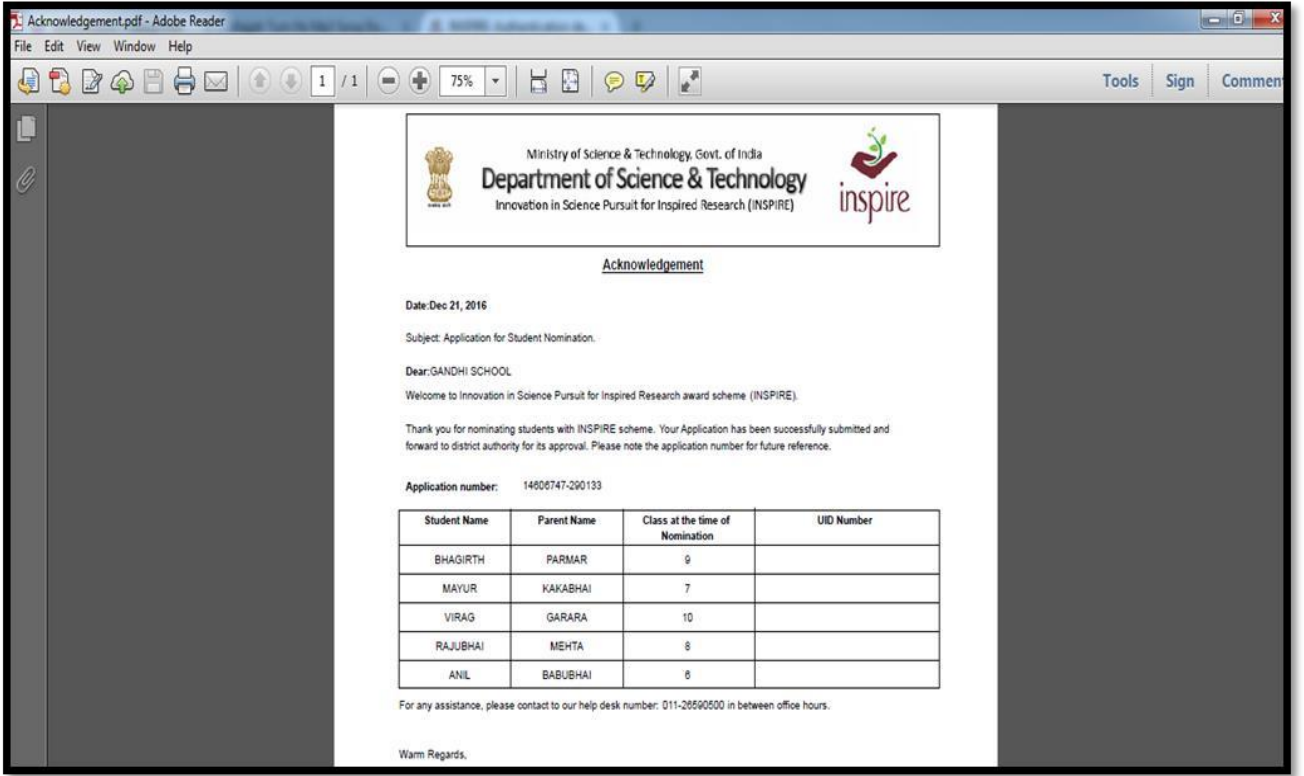 Acknowledgement.pdf - Adobe Reader
File Edit View Window Help
1 / 1 75% Tools Sign Commen
Ministry of Science & Technology, Govt. of India
Department of Science & Technology
Innovation in Science Pursuit for Inspired Research (INSPIRE)
inspire
Acknowledgement
Date:Dec 21, 2016
Subject: Application for Student Nomination.
Dear:GANDHI SCHOOL
Welcome to Innovation in Science Pursuit for Inspired Research award scheme (INSPIRE).
Thank you for nominating students with INSPIRE scheme. Your Application has been successfully submitted and
forward to district authority for its approval. Please note the application number for future reference.
Application number: 14606747-290133
Student Name Parent Name Class at the time of Nomination UID Number
BHAGIRTH PARMAR 9
MAYUR KAKABHAI 7
VIRAG GARARA 10
RAJUBHAI MEHTA 8
ANIL BABUBHAI 6
For any assistance, please contact to our help desk number: 011-26590500 in between office hours.
Warm Regards,